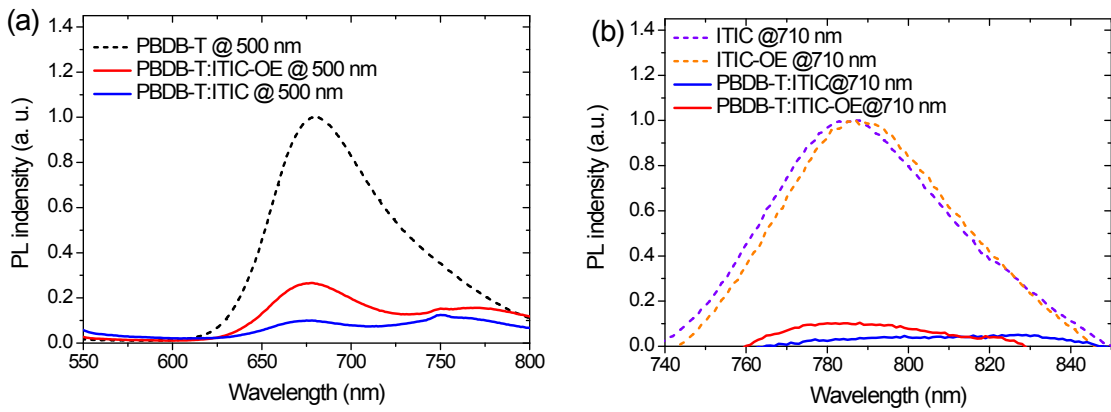 (a)
PBDB-T @ 500 nm
PBDB-T:ITIC-OE @ 500 nm
PBDB-T:ITIC @ 500 nm
PL indensity (a. u.)
1.4
1.2
1.0
0.8
0.6
0.4
0.2
0.0
550 600 650 700 750 800
Wavelength (nm)
(b)
ITIC @710 nm
ITIC-OE @710 nm
PBDB-T:ITIC@710 nm
PBDB-T:ITIC-OE@710 nm
PL indensity (a.u.)
1.4
1.2
1.0
0.8
0.6
0.4
0.2
0.0
740 760 780 800 820 840
Wavelength (nm)